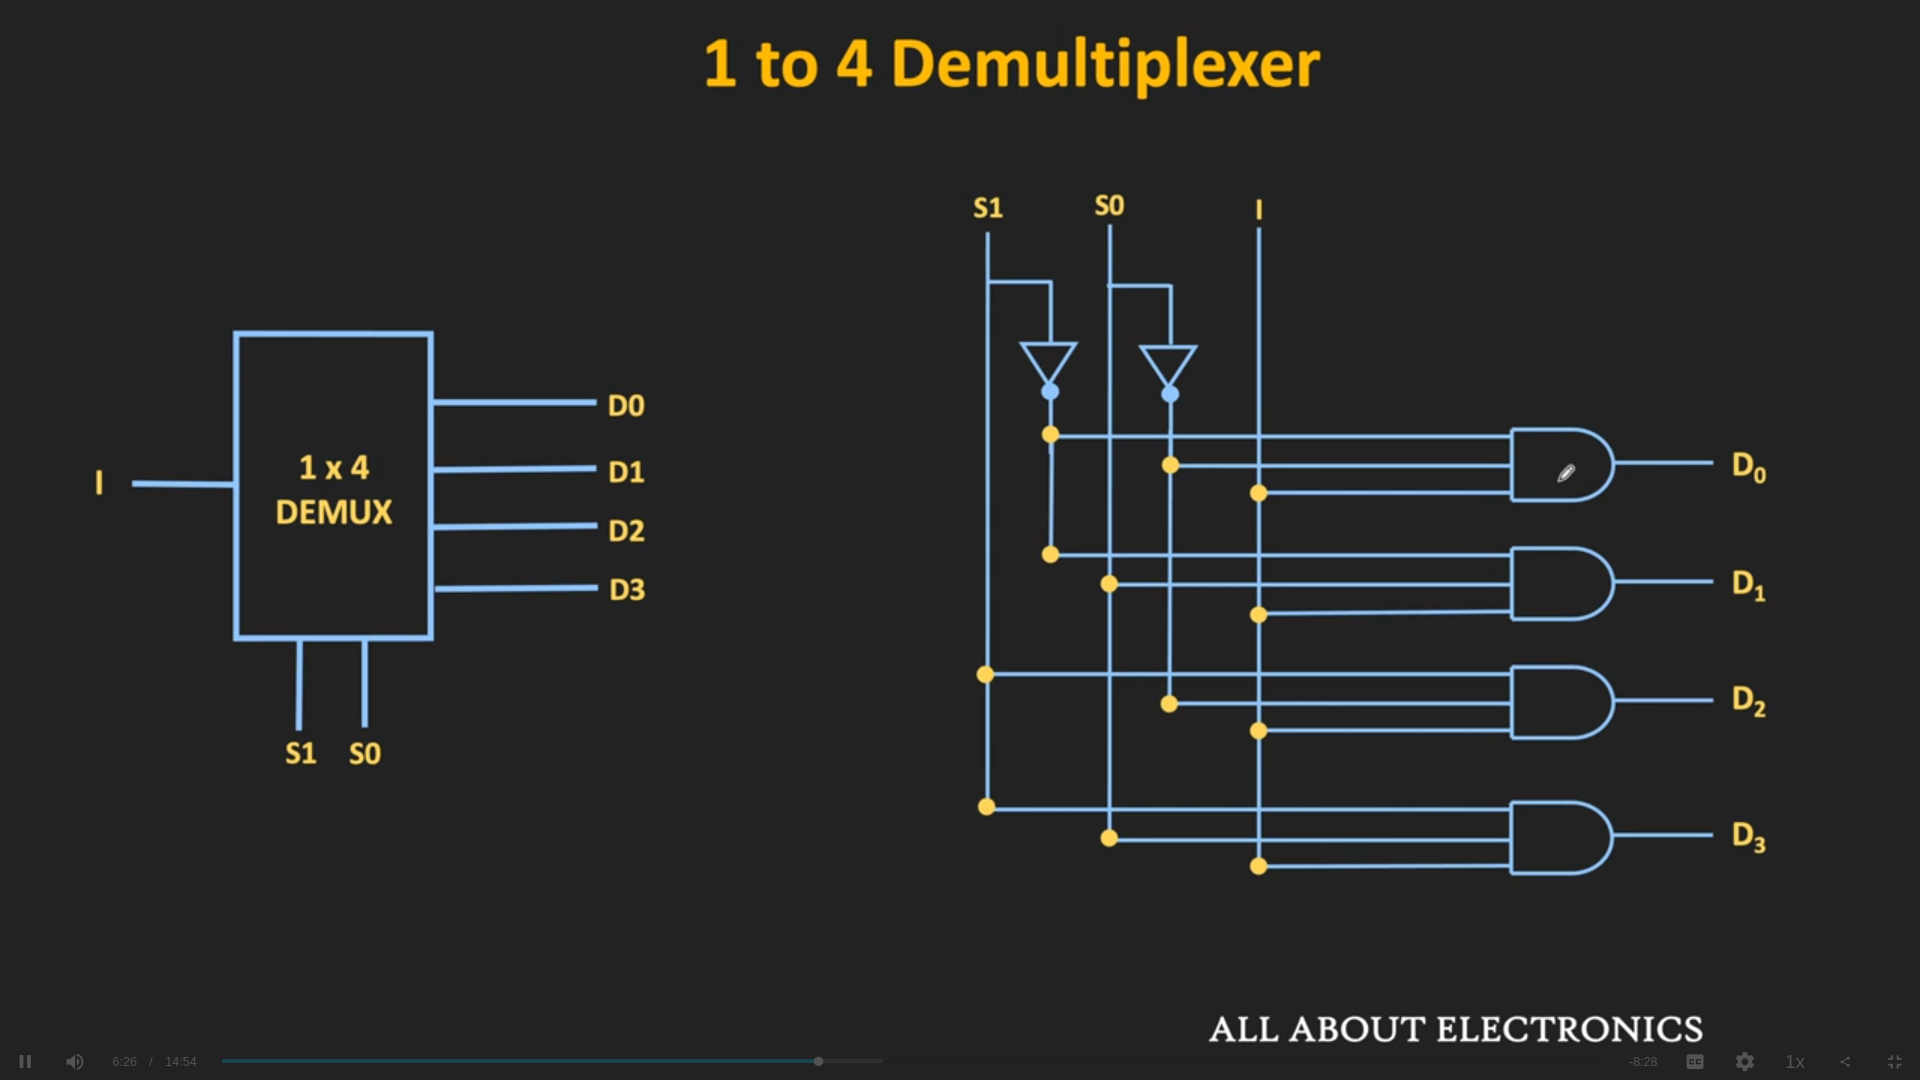 1 to 4 Demultiplexer
S1 S0 I
I
1 x 4
DEMUX
D0
D1
D2
D3
S1 S0
D₀
D₁
D₂
D₃
ALL ABOUT ELECTRONICS
6:26 / 14:54
-8:28
CC
1x